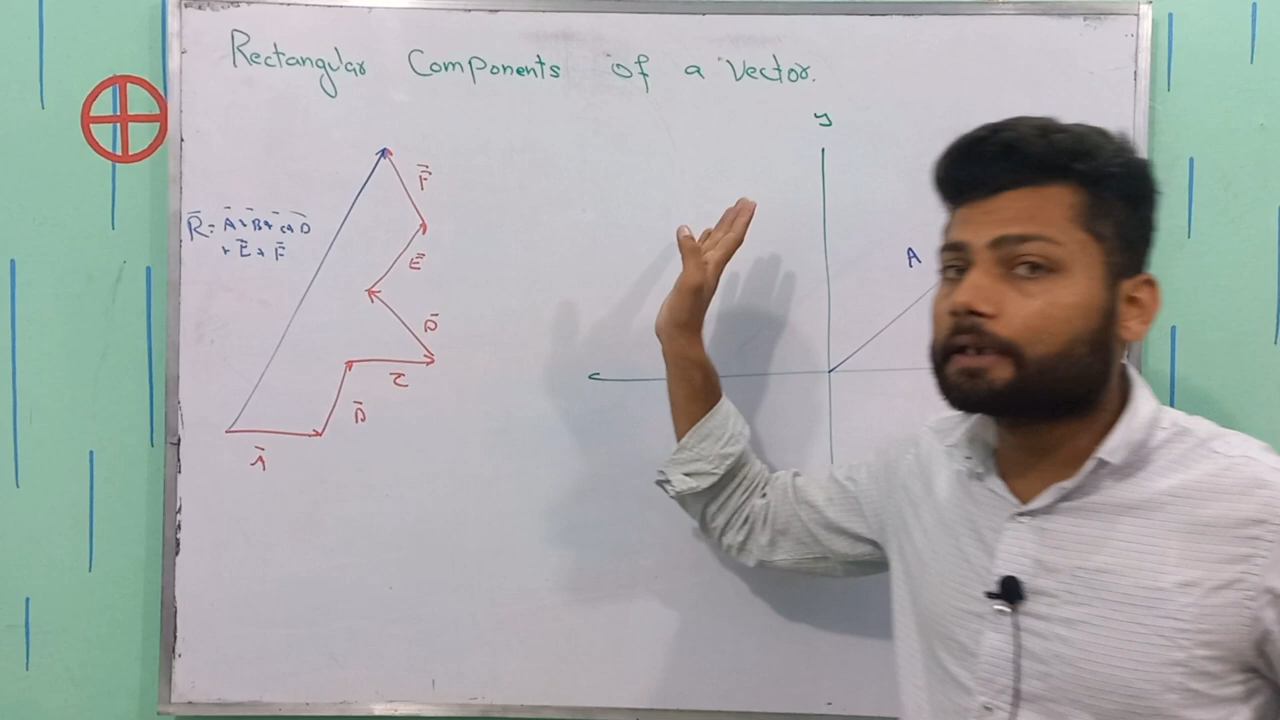 Rectangular Components of a Vector.
y
F̄
R̄ = Ā + B̄ + C + D̄
+ Ē + F̄
A
Ē
D̄
C
B̄
Ā